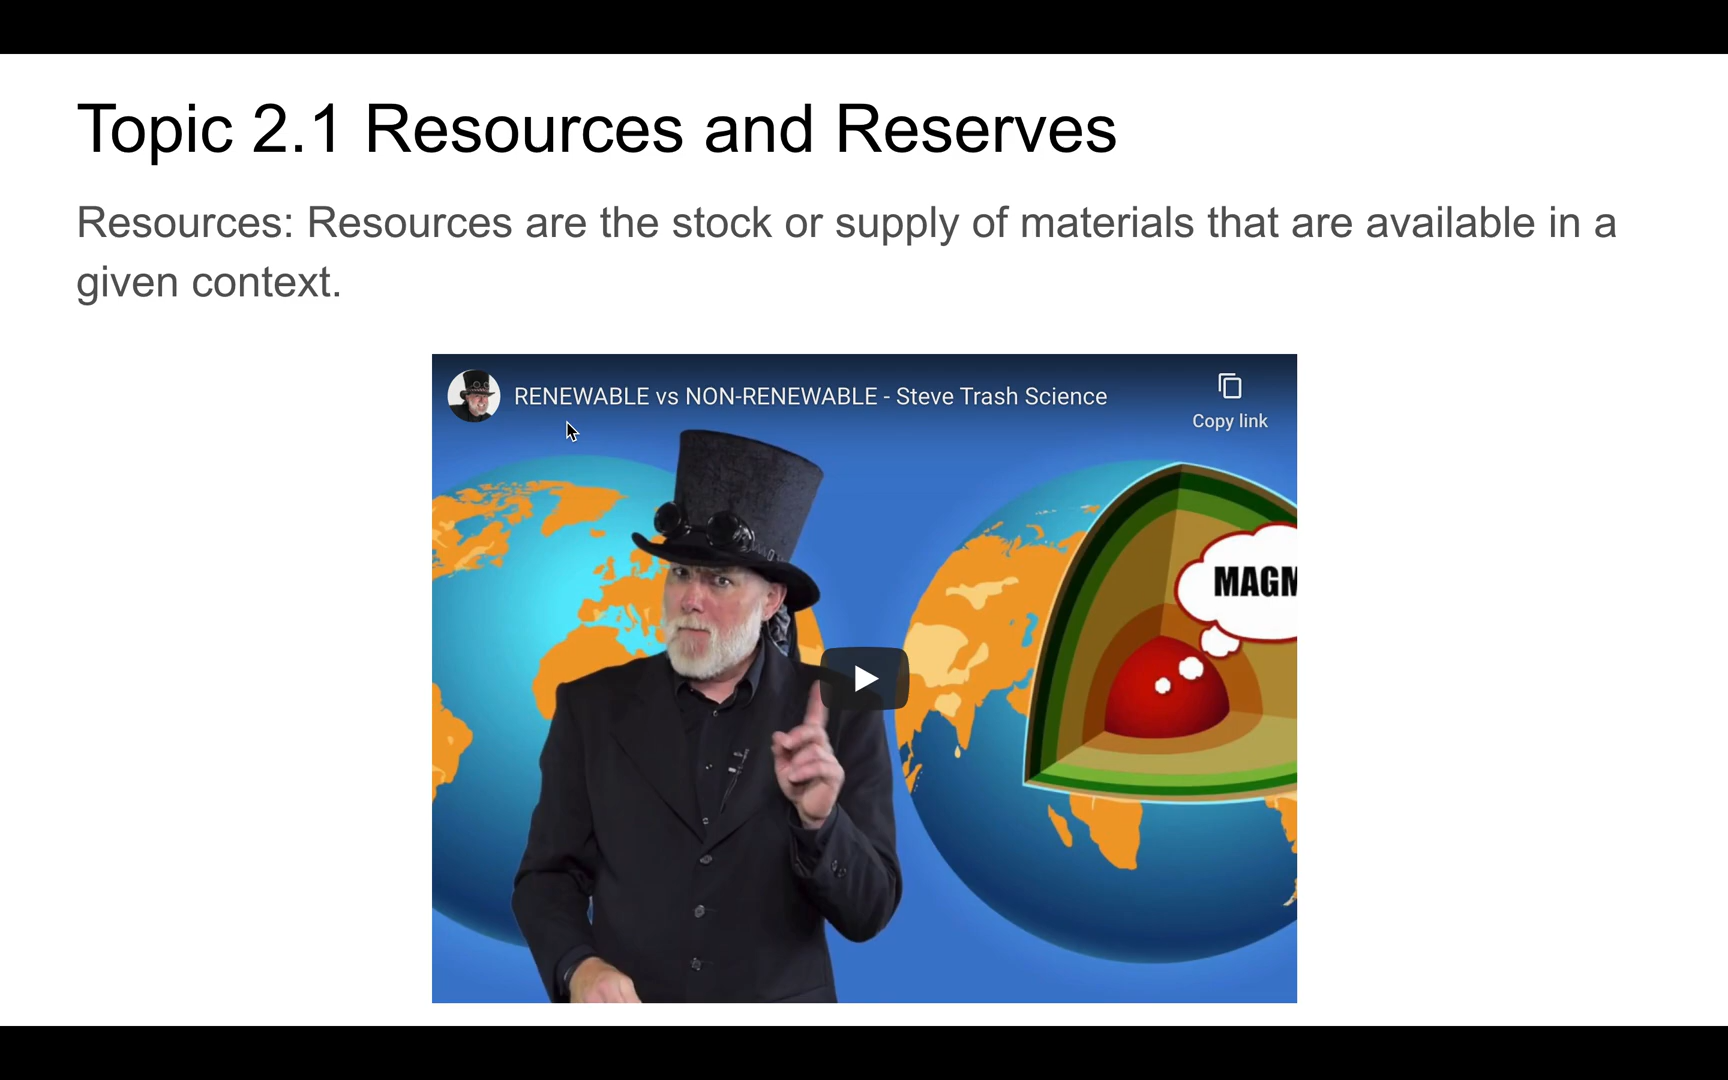 Topic 2.1 Resources and Reserves
Resources: Resources are the stock or supply of materials that are available in a
given context.
RENEWABLE vs NON-RENEWABLE - Steve Trash Science
Copy link
MAGM